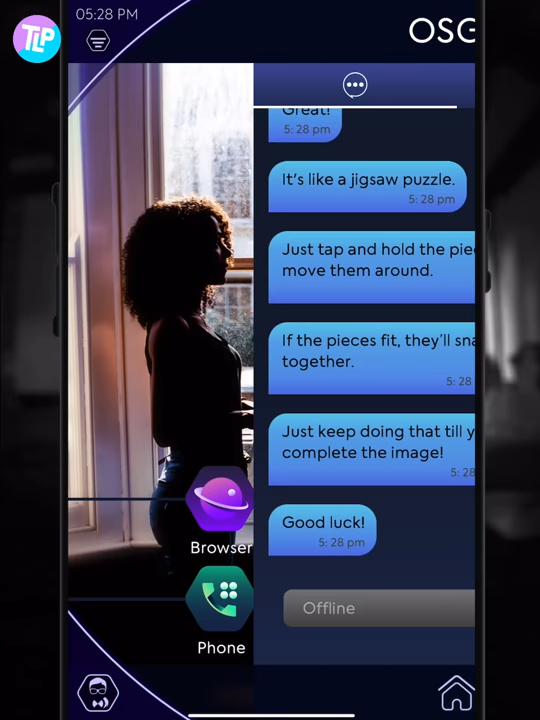 05:28 PM
TLP
OSG
Great!
5: 28 pm
It's like a jigsaw puzzle.
5: 28 pm
Just tap and hold the
move them around.
If the pieces fit, they'll
together.
5: 28
Just keep doing that till
complete the image!
5: 28
Good luck!
5: 28 pm
Browser
Offline
Phone